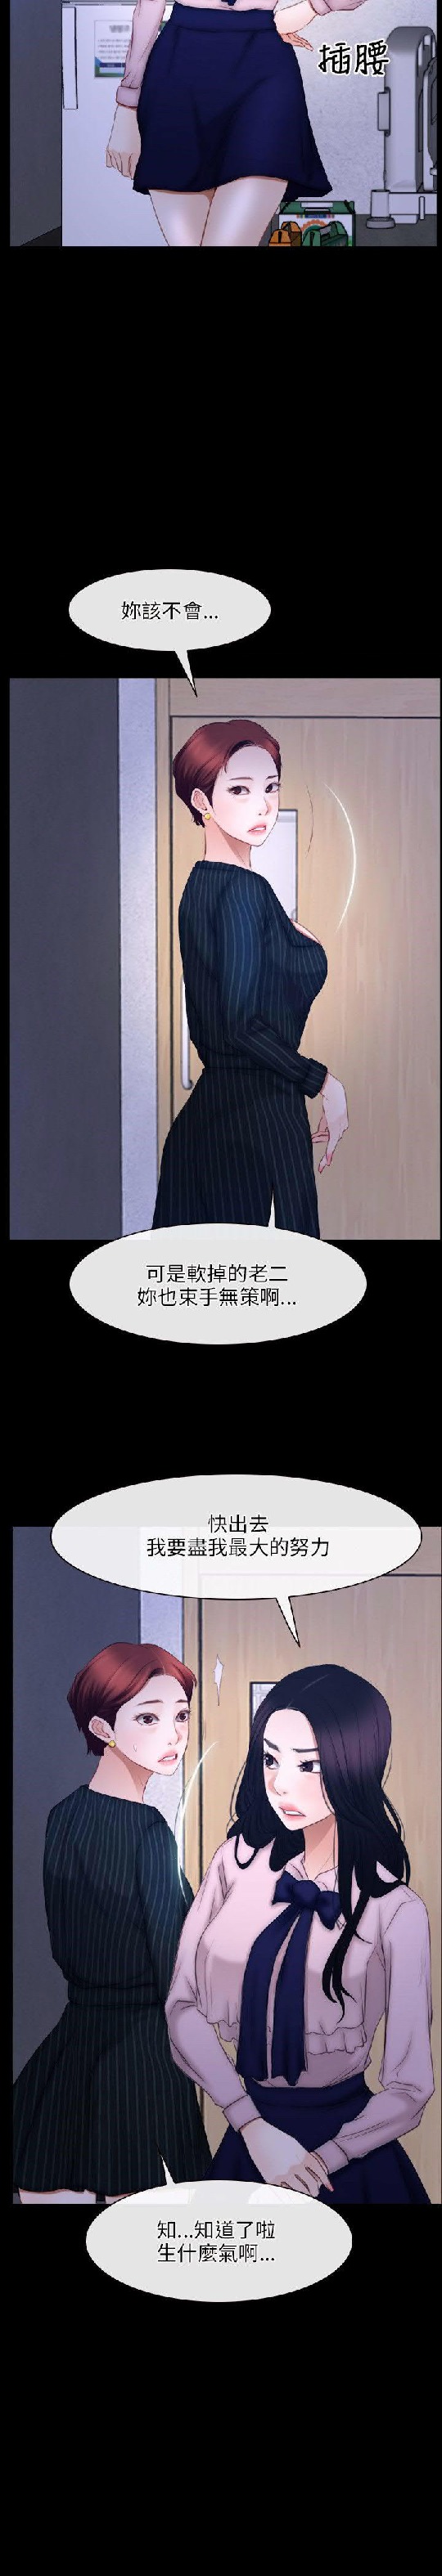 插腰
妳該不會...
可是軟掉的老二
妳也束手無策啊...
快出去
我要盡我最大的努力
知...知道了啦
生什麼氣啊...